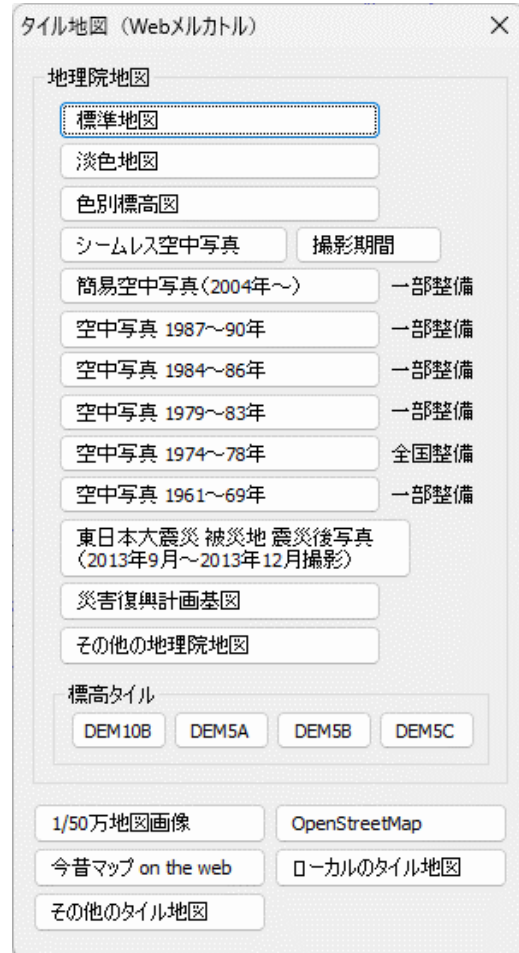 タイル地図（Webメルカトル）
地理院地図
標準地図
淡色地図
色別標高図
シームレス空中写真 撮影期間
簡易空中写真（2004年～） 一部整備
空中写真 1987～90年 一部整備
空中写真 1984～86年 一部整備
空中写真 1979～83年 一部整備
空中写真 1974～78年 全国整備
空中写真 1961～69年 一部整備
東日本大震災 被災地 震災後写真
（2013年9月～2013年12月撮影）
災害復興計画基図
その他の地理院地図
標高タイル
DEM10B DEM5A DEM5B DEM5C
1/50万地図画像 OpenStreetMap
今昔マップ on the web ローカルのタイル地図
その他のタイル地図